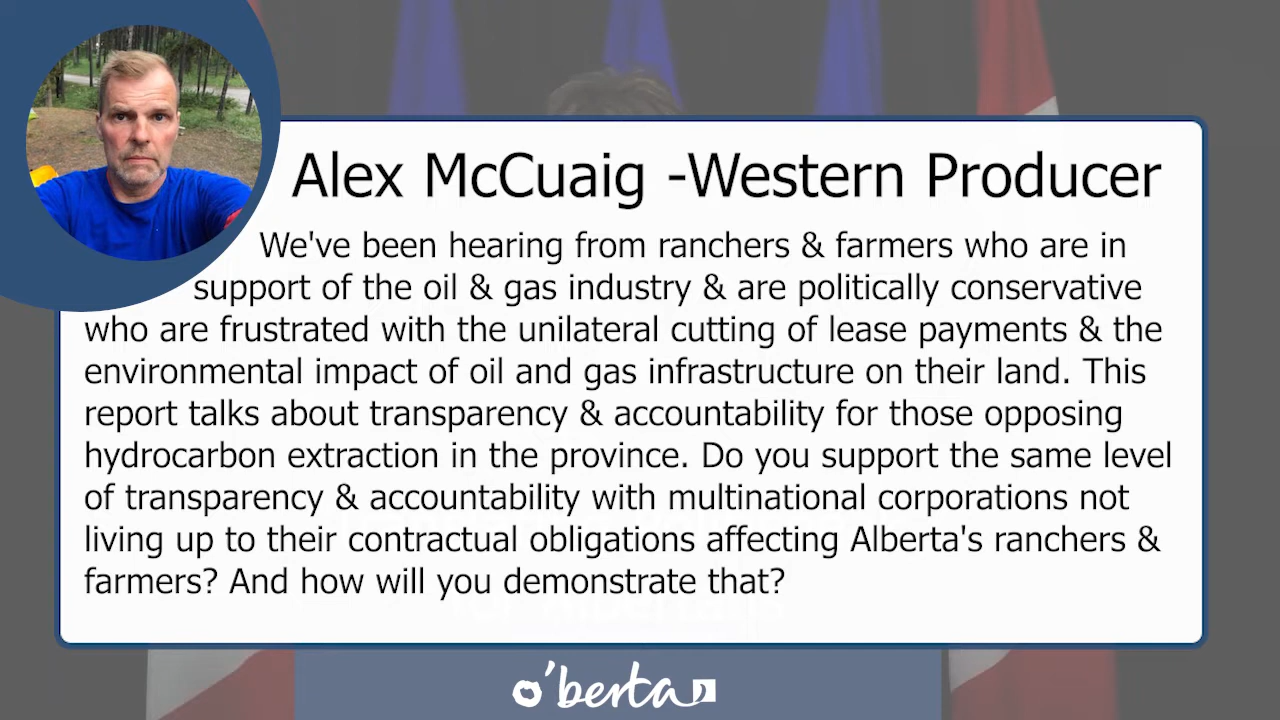 Alex McCuaig -Western Producer
We've been hearing from ranchers & farmers who are in
support of the oil & gas industry & are politically conservative
who are frustrated with the unilateral cutting of lease payments & the
environmental impact of oil and gas infrastructure on their land. This
report talks about transparency & accountability for those opposing
hydrocarbon extraction in the province. Do you support the same level
of transparency & accountability with multinational corporations not
living up to their contractual obligations affecting Alberta's ranchers &
farmers? And how will you demonstrate that?
o'berta